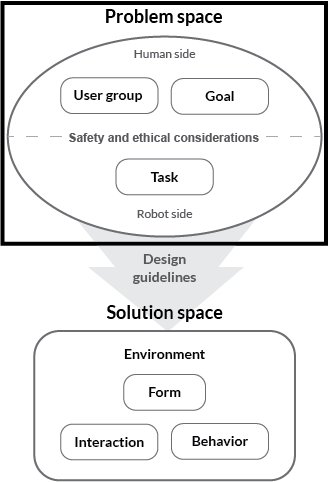 Problem space
Human side
User group
Goal
Safety and ethical considerations
Task
Robot side
Design
guidelines
Solution space
Environment
Form
Interaction
Behavior